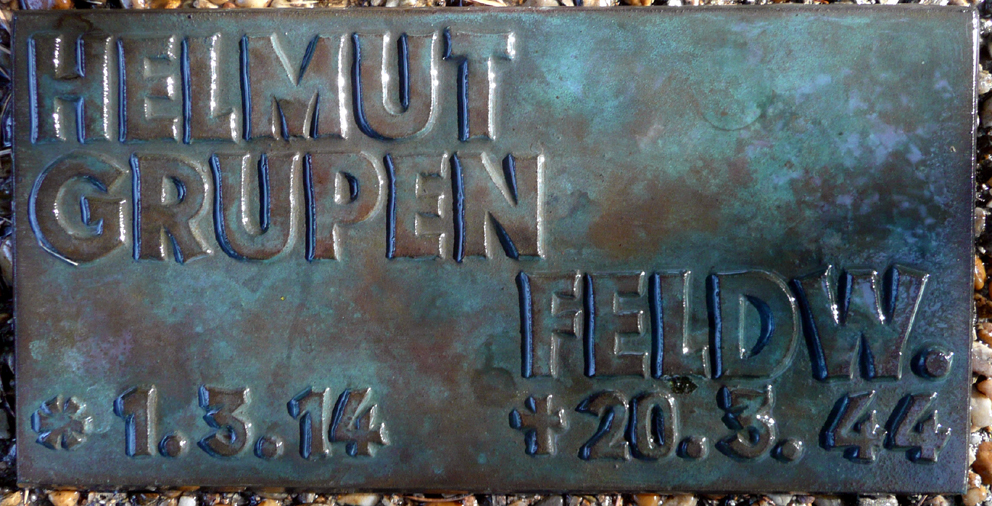 HELMUT
GRUPEN
FELDW.
* 1.3.14 † 20.3.44